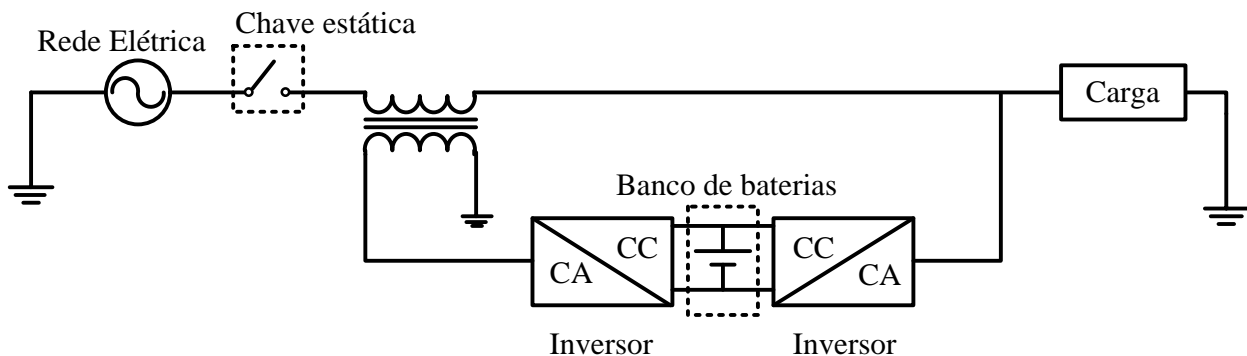 Chave estática
Rede Elétrica
Carga
Banco de baterias
CC
CA
CC
CA
Inversor
Inversor